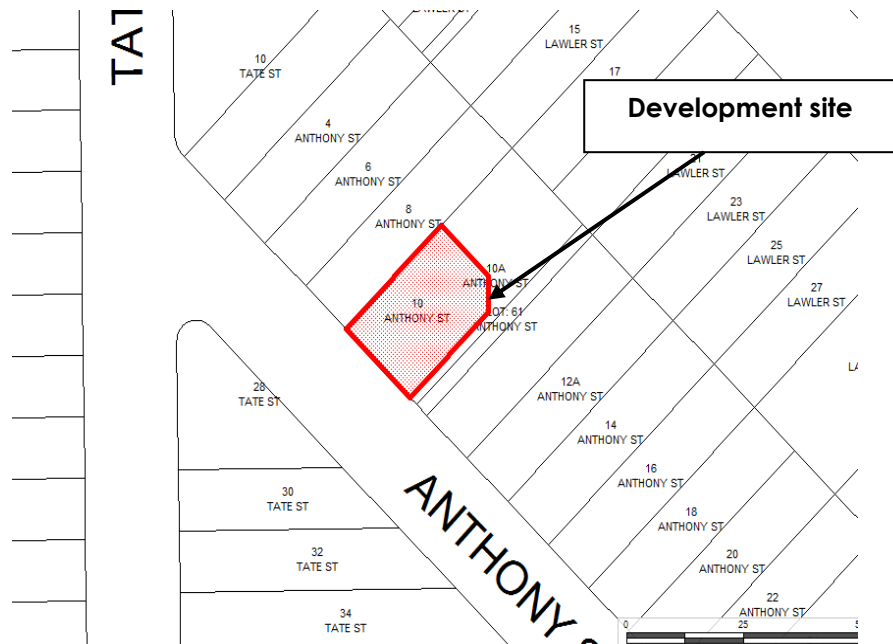 TAT
LAWLER ST
15
LAWLER ST
10
TATE ST
17
Development site
4
ANTHONY ST
21
LAWLER ST
6
ANTHONY ST
23
LAWLER ST
8
ANTHONY ST
25
LAWLER ST
10A
ANTHONY ST
27
LAWLER ST
10
ANTHONY ST
LOT: 61
ANTHONY ST
12A
ANTHONY ST
28
TATE ST
14
ANTHONY ST
16
ANTHONY ST
30
TATE ST
18
ANTHONY ST
ANTHONY S
32
TATE ST
20
ANTHONY ST
22
ANTHONY ST
34
TATE ST
0
25